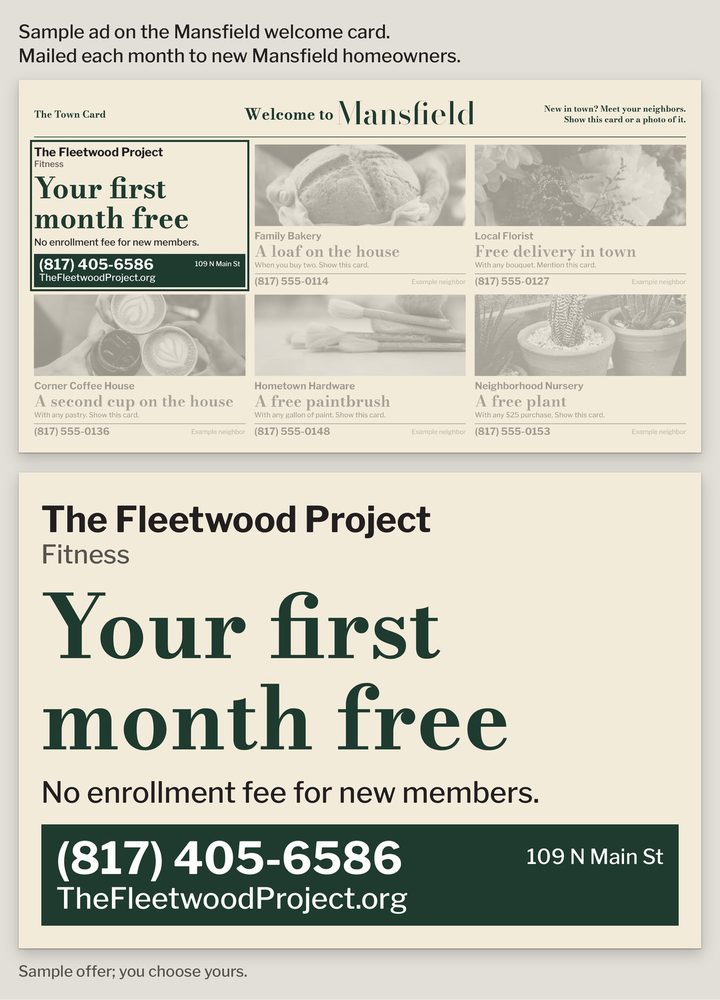 Sample ad on the Mansfield welcome card.
Mailed each month to new Mansfield homeowners.
The Town Card
Welcome to Mansfield
New in town? Meet your neighbors.
Show this card or a photo of it.
The Fleetwood Project
Fitness
Your first
month free
No enrollment fee for new members.
(817) 405-6586
109 N Main St
TheFleetwoodProject.org
Family Bakery
A loaf on the house
When you buy two. Show this card.
(817) 555-0114
Example neighbor
Local Florist
Free delivery in town
With any bouquet. Mention this card.
(817) 555-0127
Example neighbor
Corner Coffee House
A second cup on the house
With any pastry. Show this card.
(817) 555-0136
Example neighbor
Hometown Hardware
A free paintbrush
With any gallon of paint. Show this card.
(817) 555-0148
Example neighbor
Neighborhood Nursery
A free plant
With any $25 purchase. Show this card.
(817) 555-0153
Example neighbor
The Fleetwood Project
Fitness
Your first
month free
No enrollment fee for new members.
(817) 405-6586
109 N Main St
TheFleetwoodProject.org
Sample offer; you choose yours.